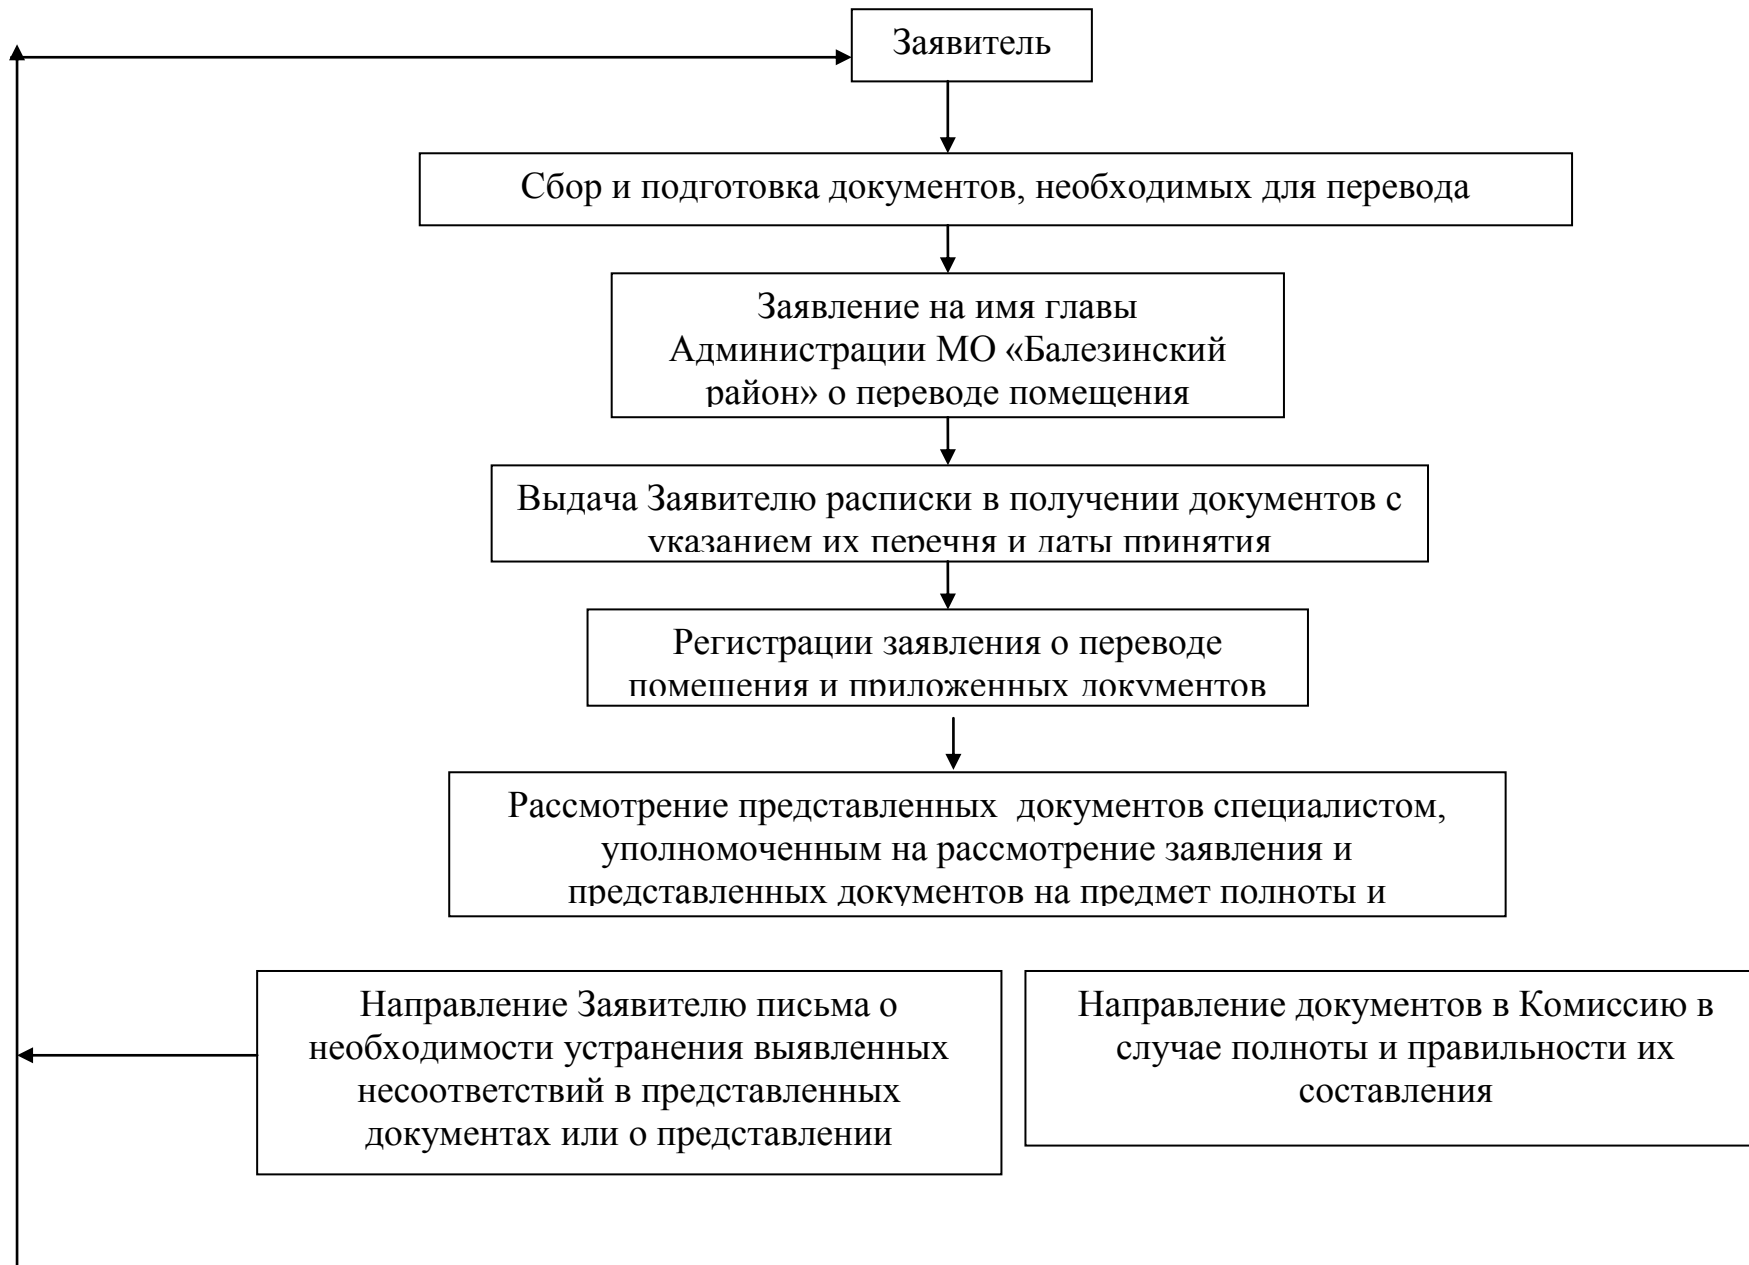 Заявитель
Сбор и подготовка документов, необходимых для перевода
Заявление на имя главы
Администрации МО «Балезинский
район» о переводе помещения
Выдача Заявителю расписки в получении документов с
указанием их перечня и даты принятия
Регистрации заявления о переводе
помещения и приложенных документов
Рассмотрение представленных документов специалистом,
уполномоченным на рассмотрение заявления и
представленных документов на предмет полноты и
Направление Заявителю письма о
необходимости устранения выявленных
несоответствий в представленных
документах или о представлении
Направление документов в Комиссию в
случае полноты и правильности их
составления